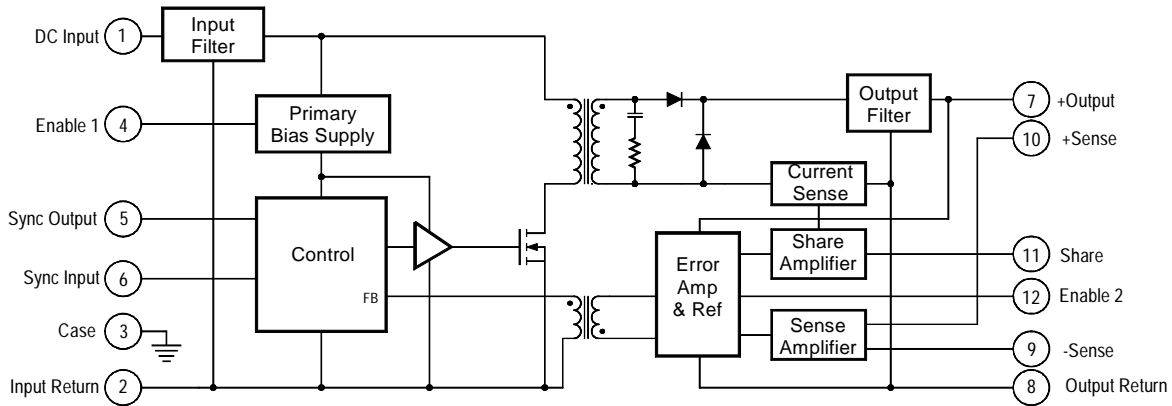 DC Input
1
Input
Filter
Enable 1
4
Primary
Bias Supply
Sync Output
5
Sync Input
6
Control
FB
Case
3
Input Return
2
Output
Filter
7
+Output
10
+Sense
Current
Sense
Error
Amp
& Ref
Share
Amplifier
11
Share
12
Enable 2
Sense
Amplifier
9
-Sense
8
Output Return